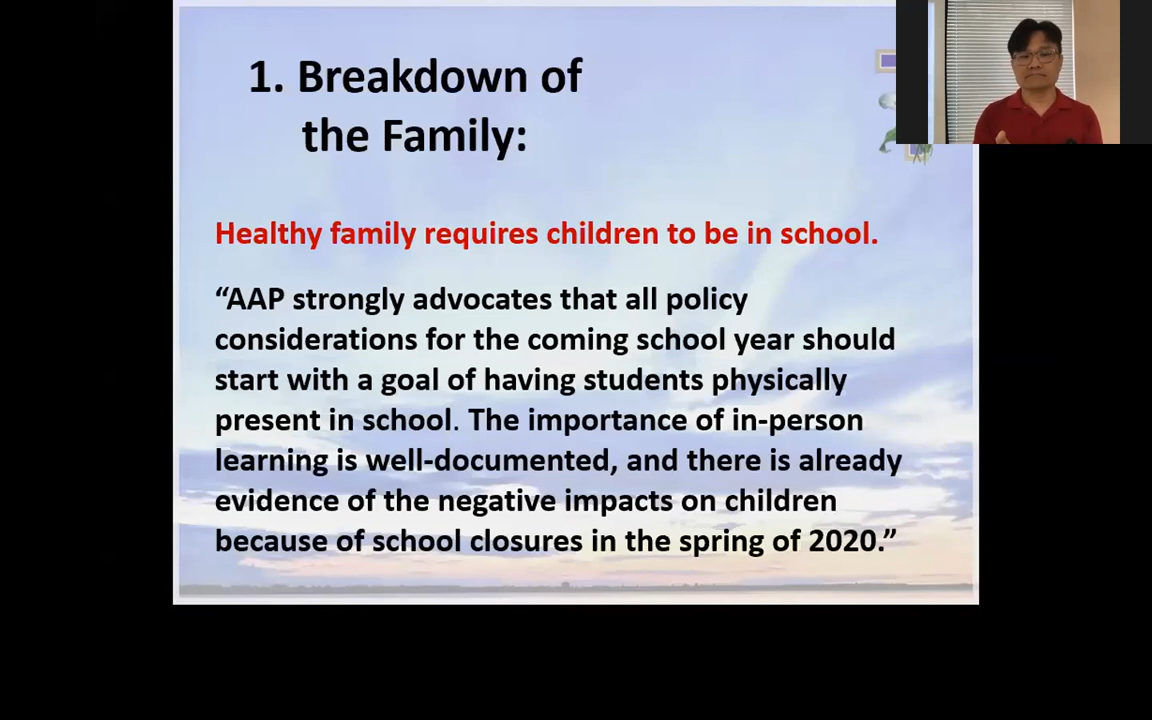 1. Breakdown of
the Family:
Healthy family requires children to be in school.
“AAP strongly advocates that all policy
considerations for the coming school year should
start with a goal of having students physically
present in school. The importance of in-person
learning is well-documented, and there is already
evidence of the negative impacts on children
because of school closures in the spring of 2020.”